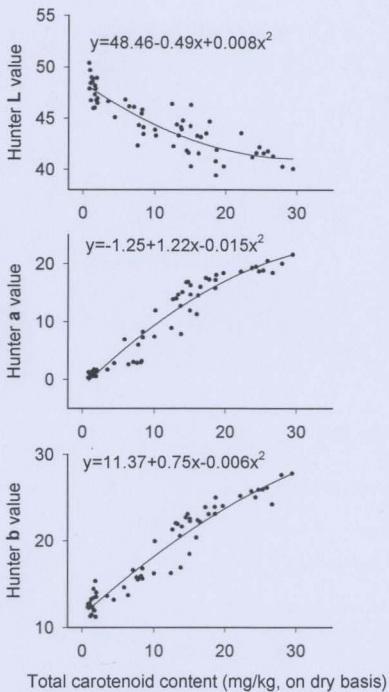 55
y=48.46-0.49x+0.008x²
50
45
40
Hunter L value
0 10 20 30
y=-1.25+1.22x-0.015x²
20
10
0
Hunter a value
0 10 20 30
30
y=11.37+0.75x-0.006x²
20
10
Hunter b value
0 10 20 30
Total carotenoid content (mg/kg, on dry basis)